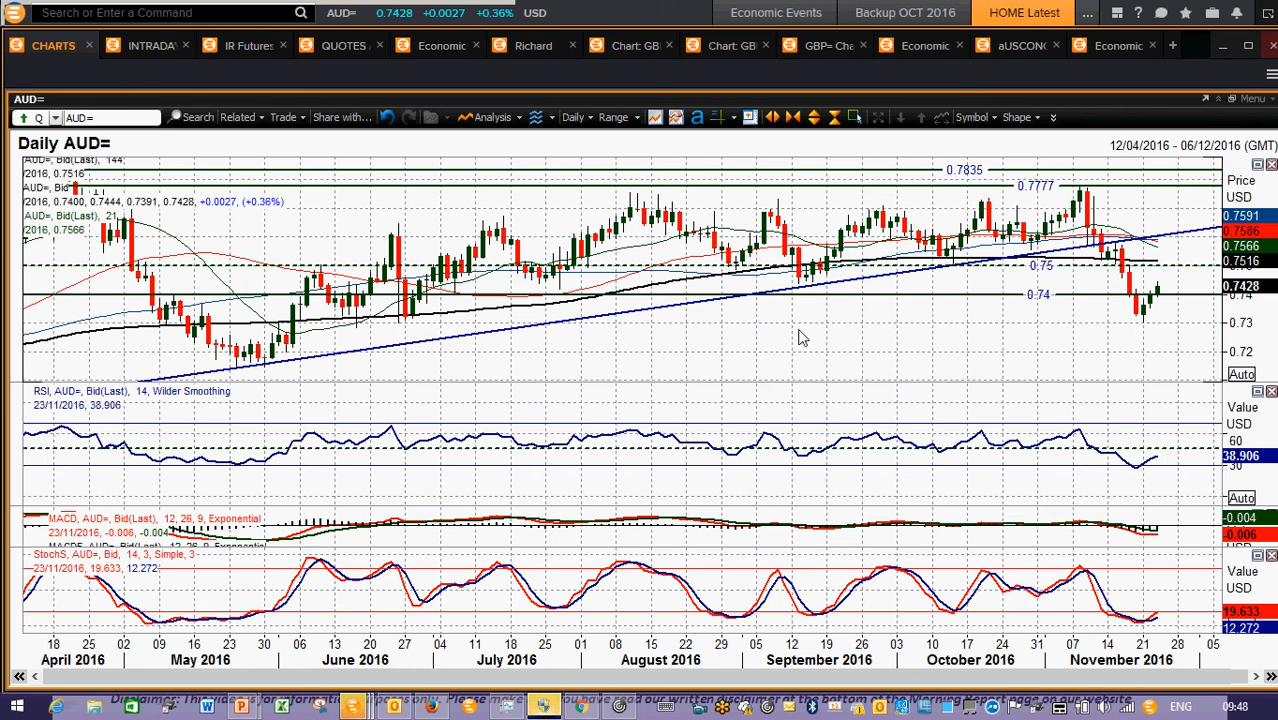 Search or Enter a Command AUD= 0.7428 +0.0027 +0.36% USD Economic Events Backup OCT 2016 HOME Latest ...
CHARTS INTRADAY IR Futures QUOTES / Economic Richard Chart: GB Chart: GB GBP= Cha Economic aUSCONC Economic
AUD= Menu
Q AUD= Search Related Trade Share with... Analysis Daily Range Symbol Shape
Daily AUD= 12/04/2016 - 06/12/2016 (GMT)
AUD=, Bid(Last), 144
/2016, 0.7516
AUD=, Bid
/2016, 0.7400, 0.7444, 0.7391, 0.7428, +0.0027, (+0.36%)
AUD=, Bid(Last), 21
/2016, 0.7566
0.7835
0.7777
0.75
0.74
Price
USD
0.7591
0.7586
0.7566
0.7516
0.7428
0.74
0.73
0.72
Auto
RSI, AUD=, Bid(Last), 14, Wilder Smoothing
23/11/2016, 38.906
Value
USD
60
38.906
30
Auto
MACD, AUD=, Bid(Last), 12, 26, 9, Exponential
23/11/2016, -0.006, -0.004
-0.004
-0.006
StochS, AUD=, Bid, 14, 3, Simple, 3
23/11/2016, 19.633, 12.272
Value
USD
19.633
12.272
18 25 02 09 16 23 30 06 13 20 27 04 11 18 25 01 08 15 22 29 05 12 19 26 03 10 17 24 31 07 14 21 28 05
April 2016 May 2016 June 2016 July 2016 August 2016 September 2016 October 2016 November 2016
ENG 09:48